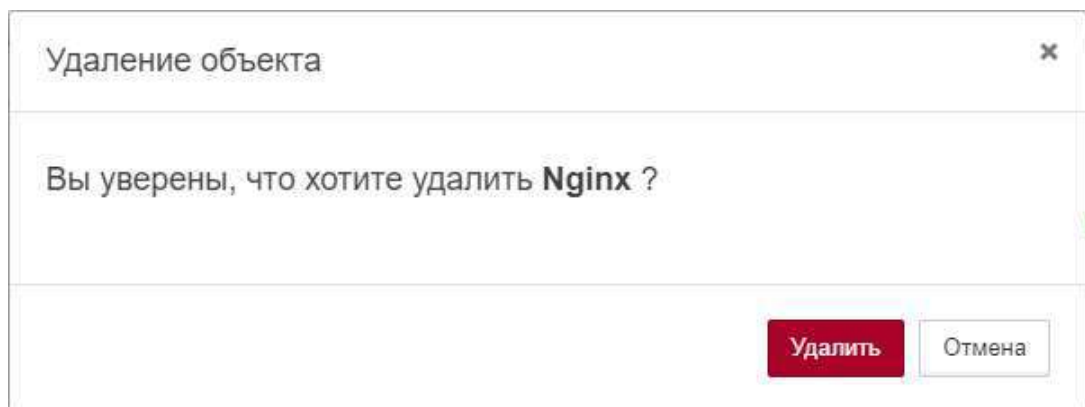 Удаление объекта
Вы уверены, что хотите удалить Nginx ?
Удалить Отмена